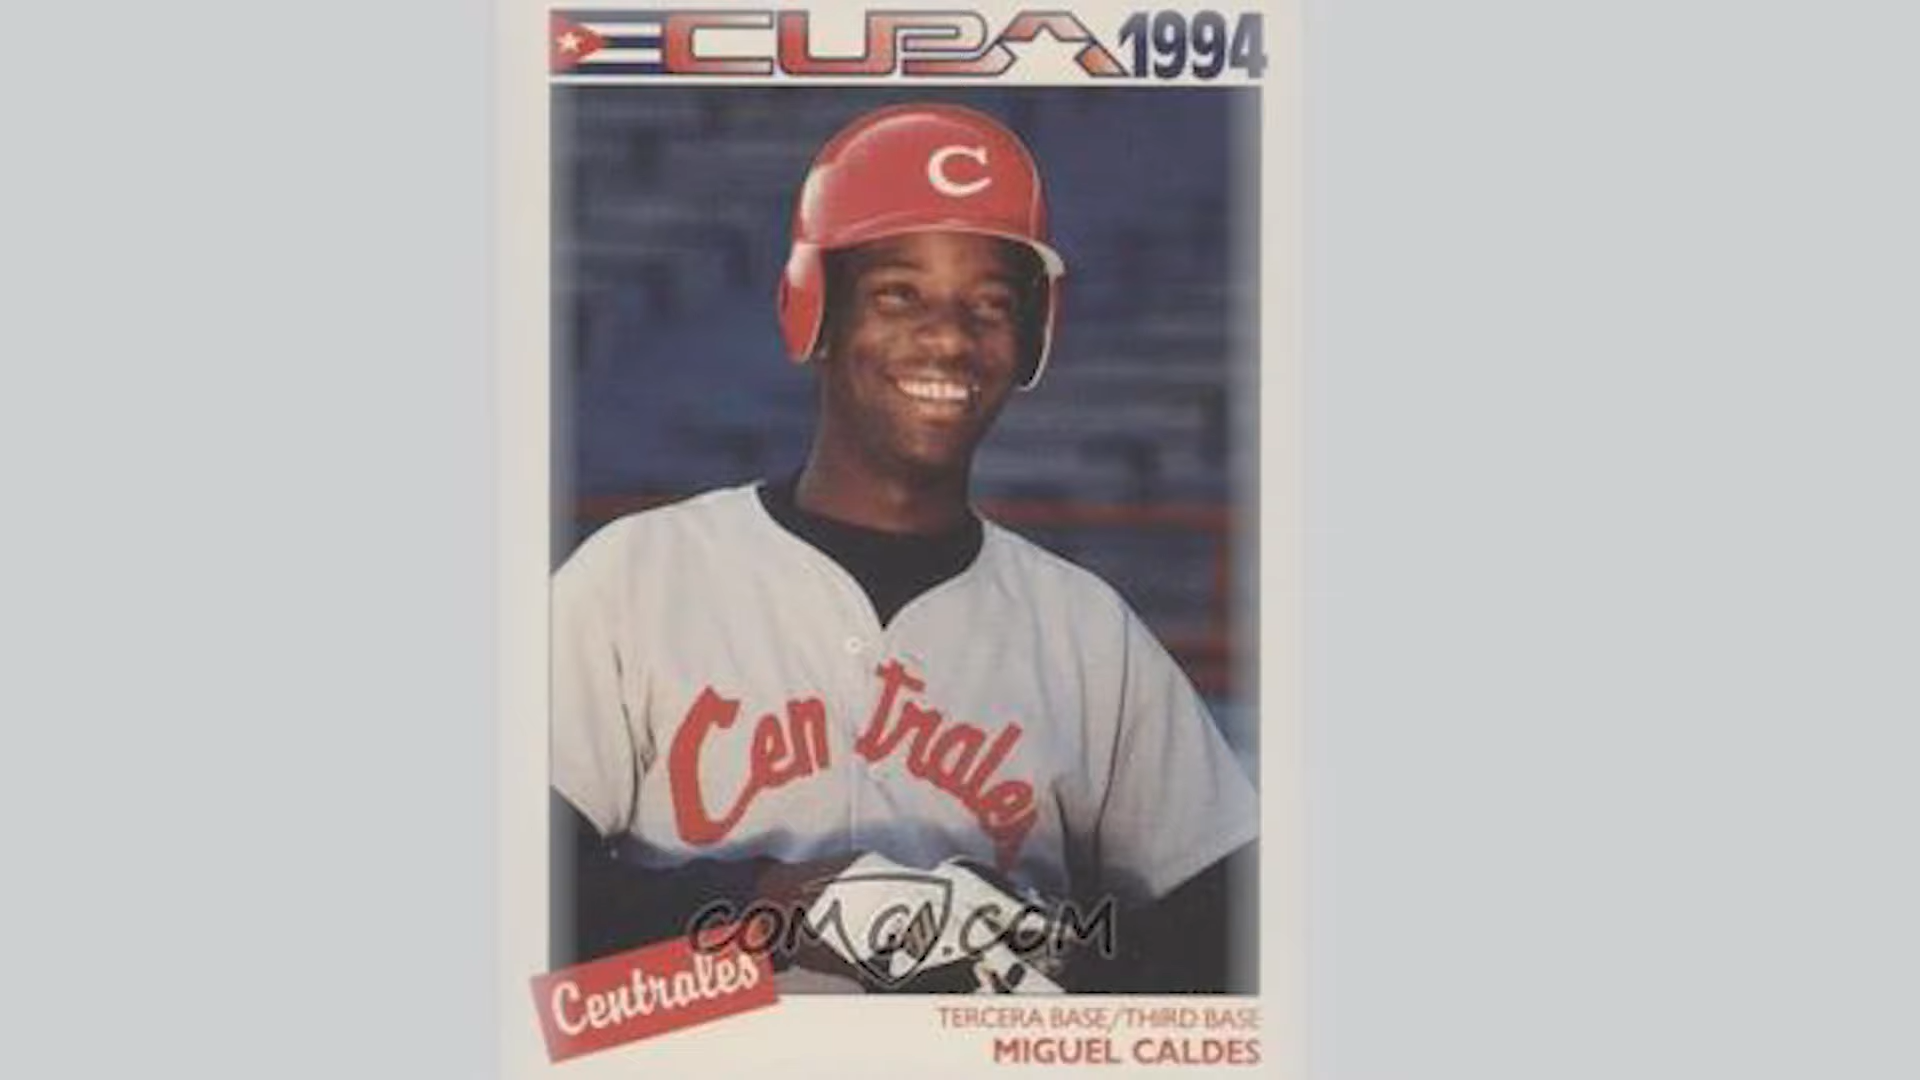 CUBA 1994
C
Centrales
COMC.COM
Centrales
TERCERA BASE/THIRD BASE
MIGUEL CALDES